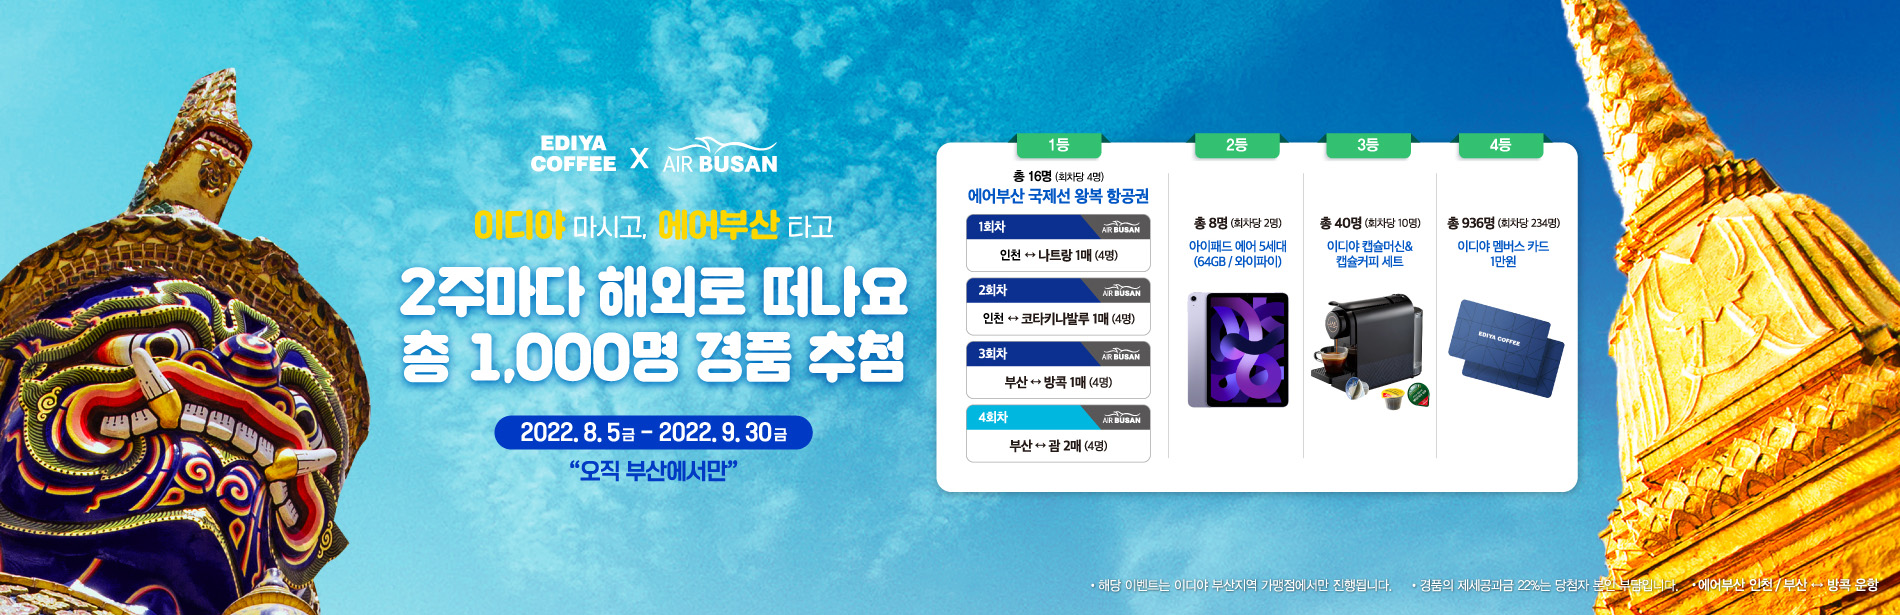 EDIYA
COFFEE X AIR BUSAN
이디야 마시고, 에어부산 타고
2주마다 해외로 떠나요
총 1,000명 경품 추첨
2022. 8. 5금 - 2022. 9. 30금
“오직 부산에서만”
1등
총 16명 (회차당 4명)
에어부산 국제선 왕복 항공권
1회차 AIR BUSAN
인천 ↔ 나트랑 1매 (4명)
2회차 AIR BUSAN
인천 ↔ 코타키나발루 1매 (4명)
3회차 AIR BUSAN
부산 ↔ 방콕 1매 (4명)
4회차 AIR BUSAN
부산 ↔ 괌 2매 (4명)
2등
총 8명 (회차당 2명)
아이패드 에어 5세대
(64GB / 와이파이)
3등
총 40명 (회차당 10명)
이디야 캡슐머신&
캡슐커피 세트
4등
총 936명 (회차당 234명)
이디야 멤버스 카드
1만원
EDIYA COFFEE
• 해당 이벤트는 이디야 부산지역 가맹점에서만 진행됩니다. • 경품의 제세공과금 22%는 당첨자 본인 부담입니다. • 에어부산 인천 / 부산 ↔ 방콕 운항